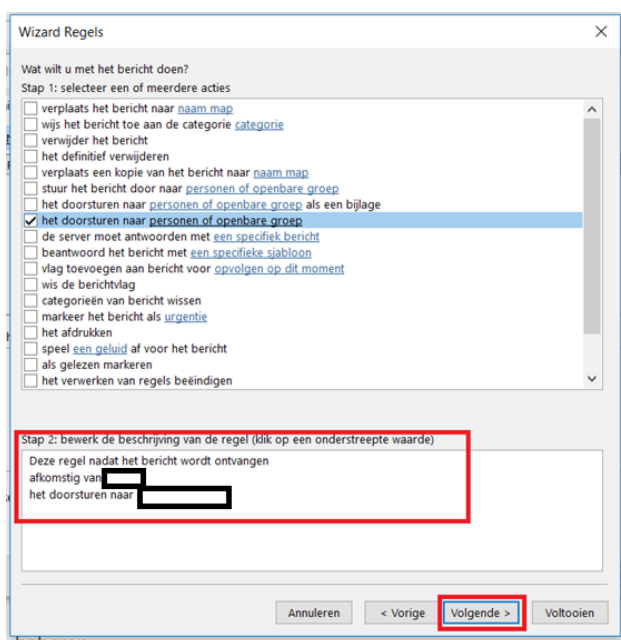 Wizard Regels
Wat wilt u met het bericht doen?
Stap 1: selecteer een of meerdere acties
verplaats het bericht naar naam map
wijs het bericht toe aan de categorie categorie
verwijder het bericht
het definitief verwijderen
verplaats een kopie van het bericht naar naam map
stuur het bericht door naar personen of openbare groep
het doorsturen naar personen of openbare groep als een bijlage
het doorsturen naar personen of openbare groep
de server moet antwoorden met een specifiek bericht
beantwoord het bericht met een specifieke sjabloon
vlag toevoegen aan bericht voor opvolgen op dit moment
wis de berichtvlag
categorieën van bericht wissen
markeer het bericht als urgentie
het afdrukken
speel een geluid af voor het bericht
als gelezen markeren
het verwerken van regels beëindigen
Stap 2: bewerk de beschrijving van de regel (klik op een onderstreepte waarde)
Deze regel nadat het bericht wordt ontvangen
afkomstig van
het doorsturen naar
Annuleren < Vorige Volgende > Voltooien